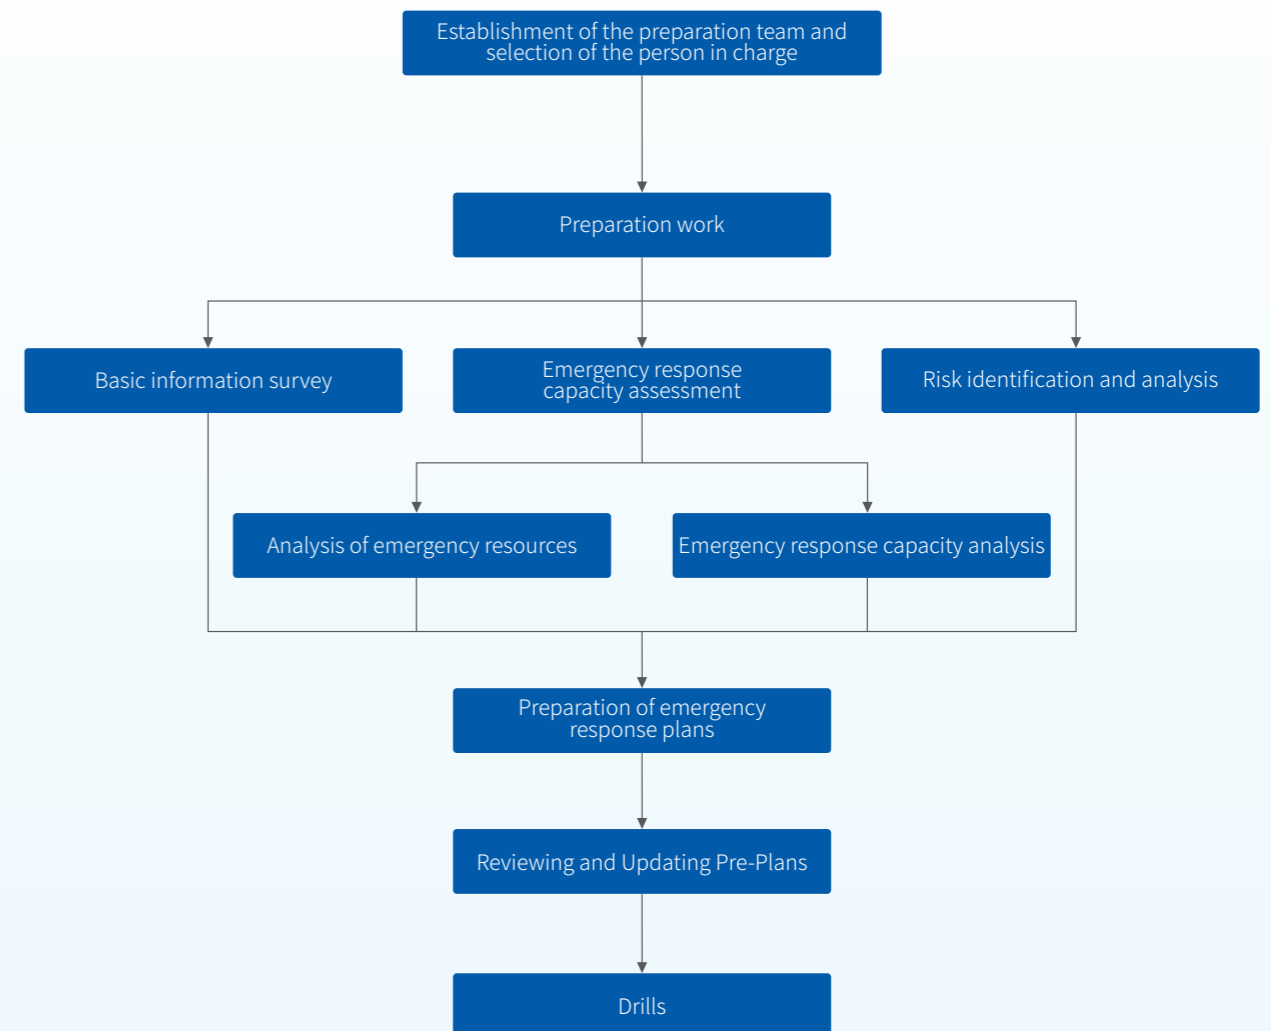 Establishment of the preparation team and
selection of the person in charge
Preparation work
Basic information survey
Emergency response
capacity assessment
Risk identification and analysis
Analysis of emergency resources
Emergency response capacity analysis
Preparation of emergency
response plans
Reviewing and Updating Pre-Plans
Drills